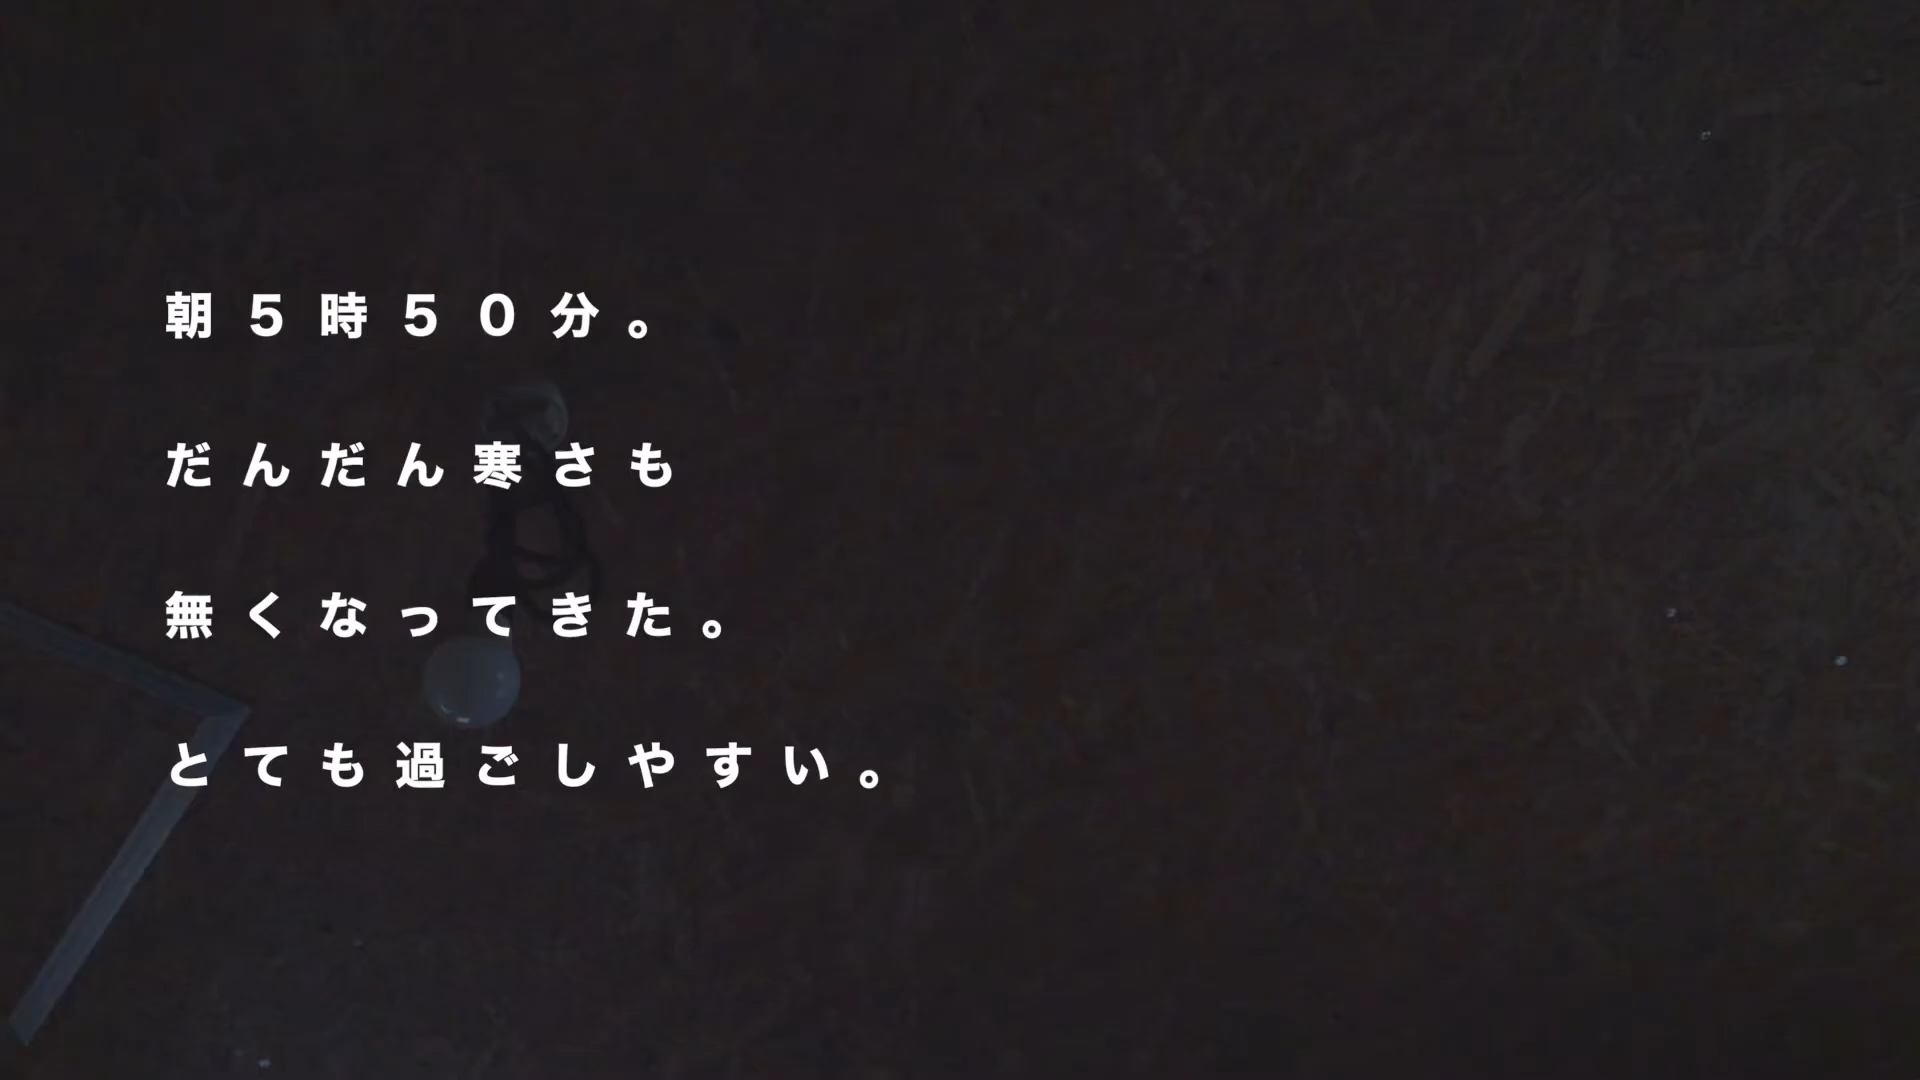 朝５時５０分。
だんだん寒さも
無くなってきた。
とても過ごしやすい。